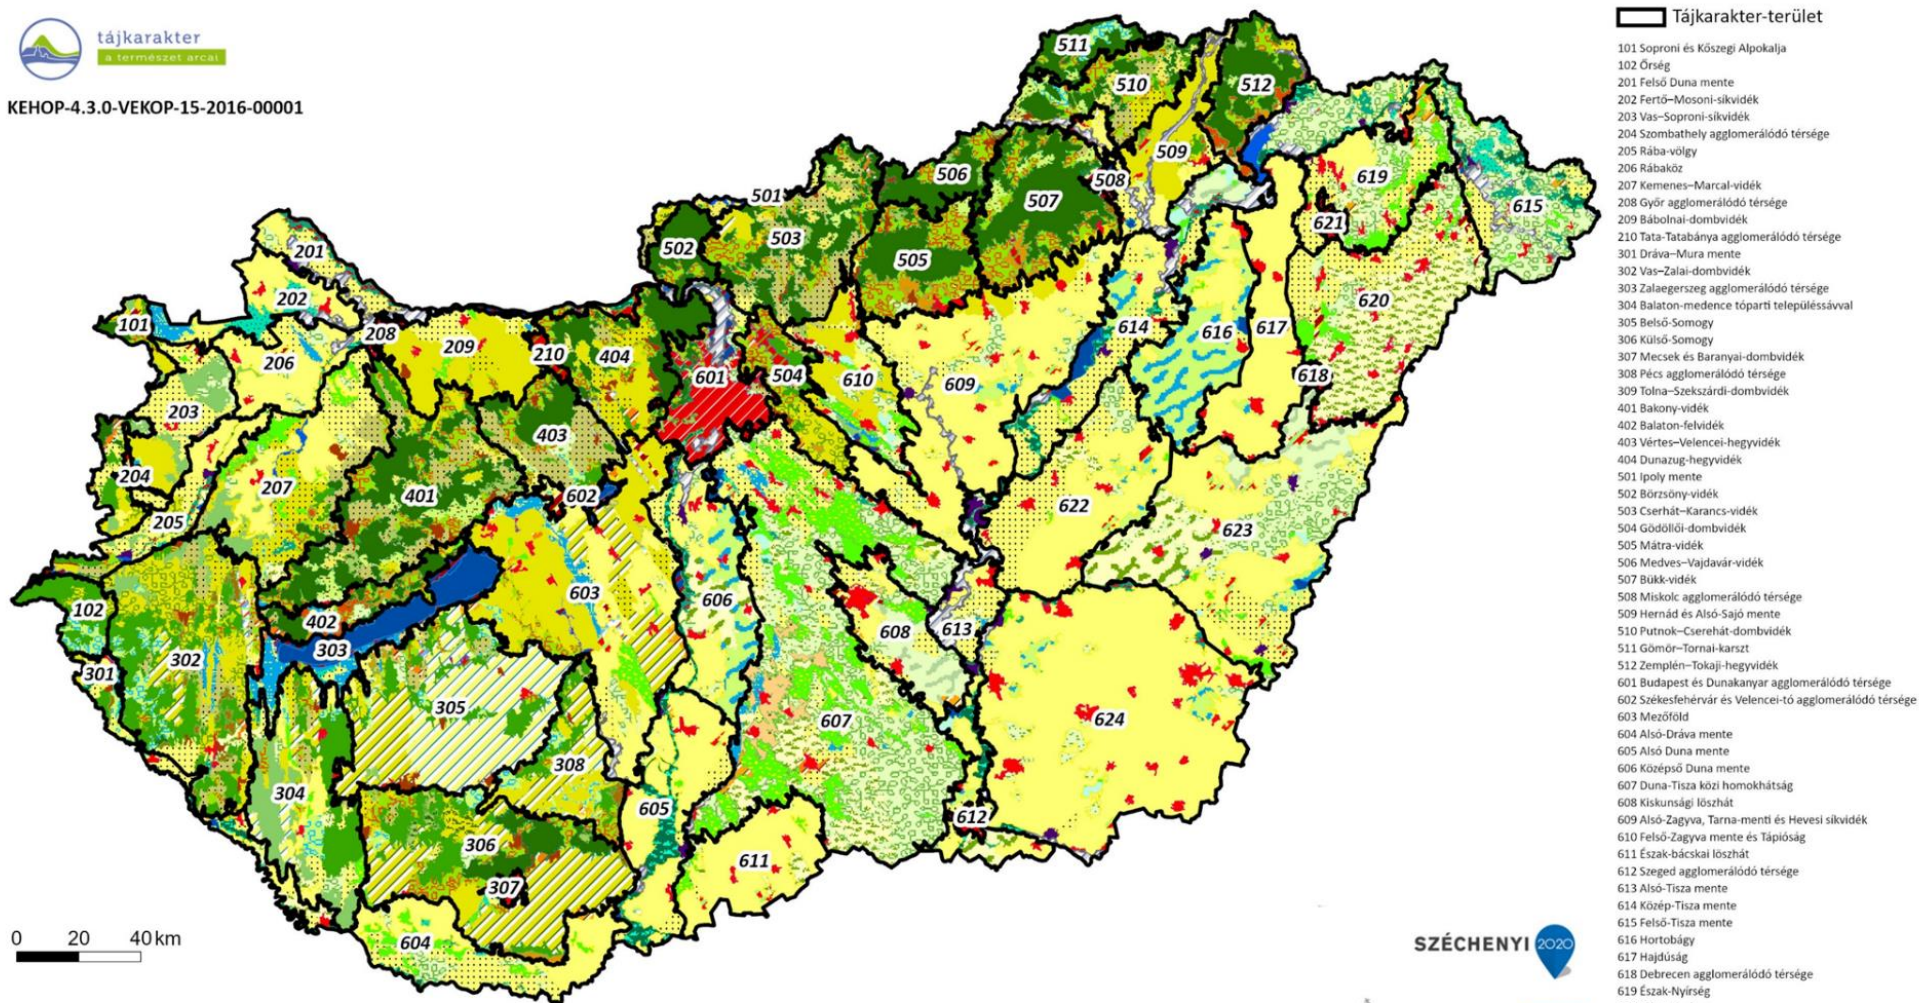 tájkarakter
a természet arcai
KEHOP-4.3.0-VEKOP-15-2016-00001
511
510
512
509
506
501
508
507
619
615
503
502
621
505
201
202
620
101
208
614
616
617
209
210
404
206
601
504
610
609
618
203
403
204
207
401
602
622
205
623
603
606
102
402
608
613
303
302
301
305
607
624
308
304
605
612
306
611
307
604
0 20 40 km
SZÉCHENYI 2020
Tájkarakter-terület
101 Soproni és Kőszegi Alpokalja
102 Őrség
201 Felső Duna mente
202 Fertő–Mosoni-síkvidék
203 Vas–Soproni-síkvidék
204 Szombathely agglomerálódó térsége
205 Rába-völgy
206 Rábaköz
207 Kemenes–Marcal-vidék
208 Győr agglomerálódó térsége
209 Bábolnai-dombvidék
210 Tata-Tatabánya agglomerálódó térsége
301 Dráva–Mura mente
302 Vas–Zalai-dombvidék
303 Zalaegerszeg agglomerálódó térsége
304 Balaton-medence tóparti településsávval
305 Belső-Somogy
306 Külső-Somogy
307 Mecsek és Baranyai-dombvidék
308 Pécs agglomerálódó térsége
309 Tolna–Szekszárdi-dombvidék
401 Bakony-vidék
402 Balaton-felvidék
403 Vértes–Velencei-hegyvidék
404 Dunazug-hegyvidék
501 Ipoly mente
502 Börzsöny-vidék
503 Cserhát–Karancs-vidék
504 Gödöllői-dombvidék
505 Mátra-vidék
506 Medves–Vajdavár-vidék
507 Bükk-vidék
508 Miskolc agglomerálódó térsége
509 Hernád és Alsó-Sajó mente
510 Putnok–Cserehát-dombvidék
511 Gömör–Tornai-karszt
512 Zemplén–Tokaji-hegyvidék
601 Budapest és Dunakanyar agglomerálódó térsége
602 Székesfehérvár és Velencei-tó agglomerálódó térsége
603 Mezőföld
604 Alsó-Dráva mente
605 Alsó Duna mente
606 Középső Duna mente
607 Duna-Tisza közi homokhátság
608 Kiskunsági löszhát
609 Alsó-Zagyva, Tarna-menti és Hevesi síkvidék
610 Felső-Zagyva mente és Tápióság
611 Észak-bácskai löszhát
612 Szeged agglomerálódó térsége
613 Alsó-Tisza mente
614 Közép-Tisza mente
615 Felső-Tisza mente
616 Hortobágy
617 Hajdúság
618 Debrecen agglomerálódó térsége
619 Észak-Nyírség